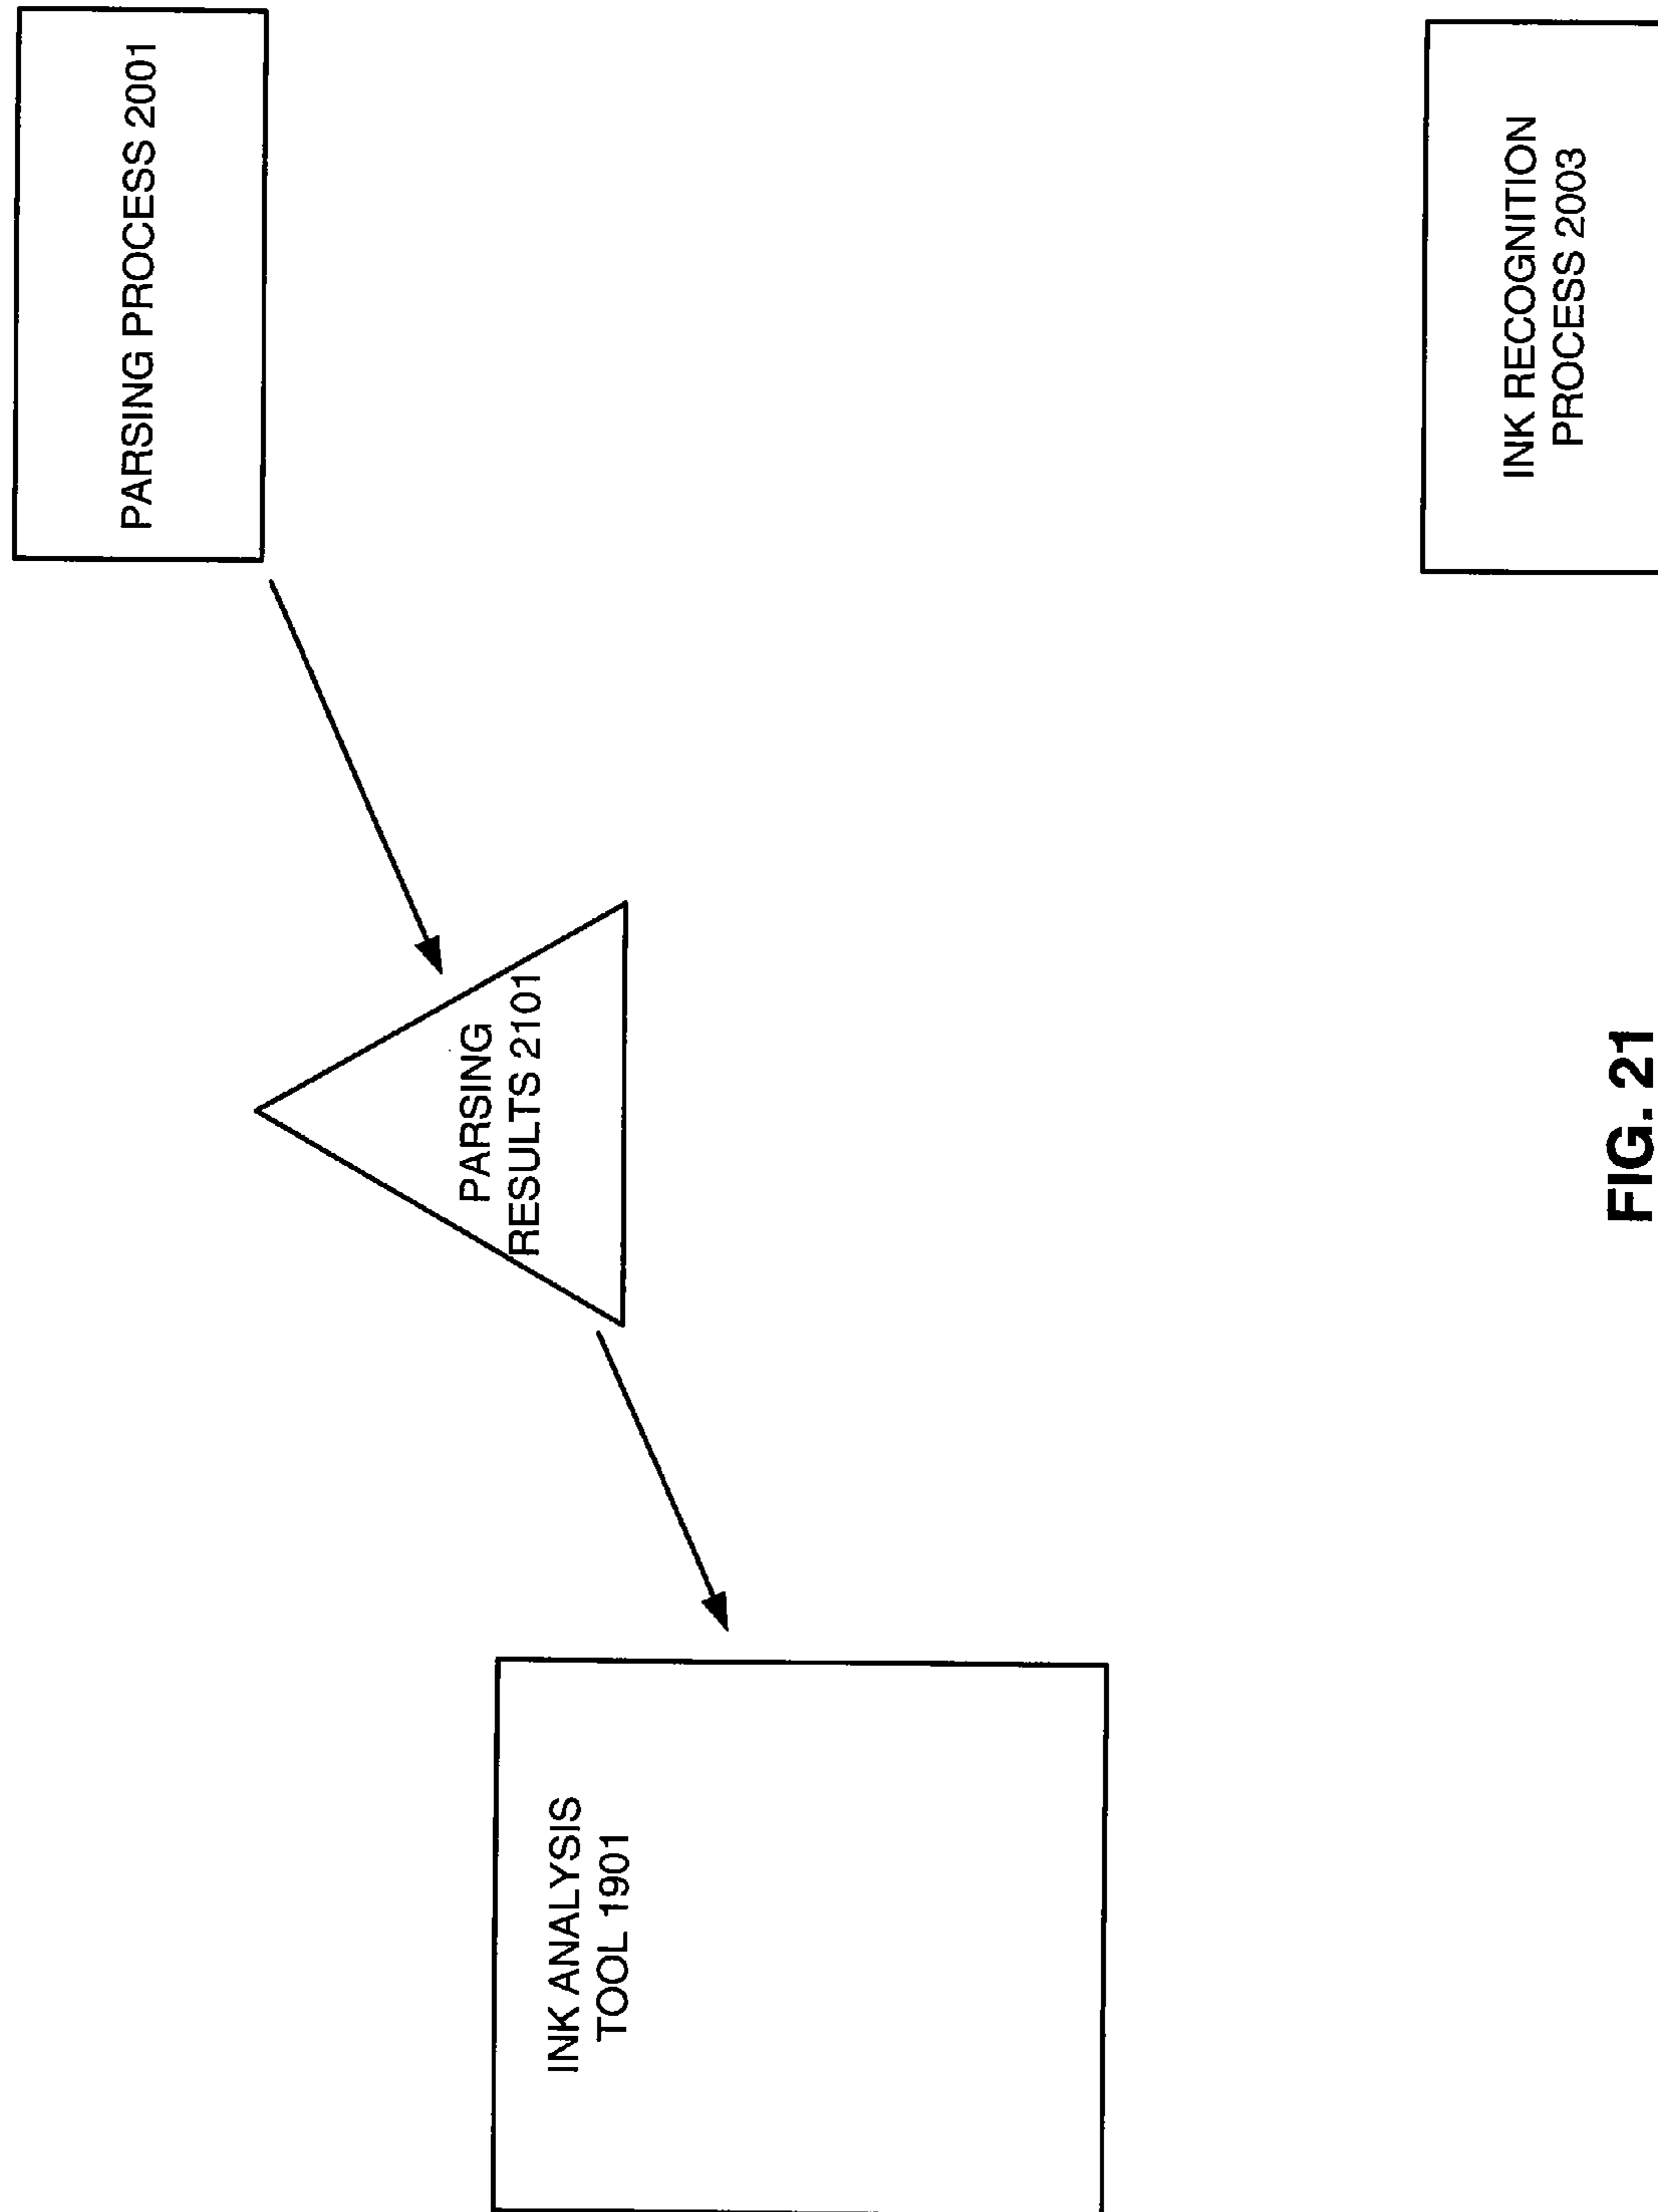 PARSING PROCESS 2001
PARSING
RESULTS 2101
INK ANALYSIS
TOOL 1901
INK RECOGNITION
PROCESS 2003
FIG. 21